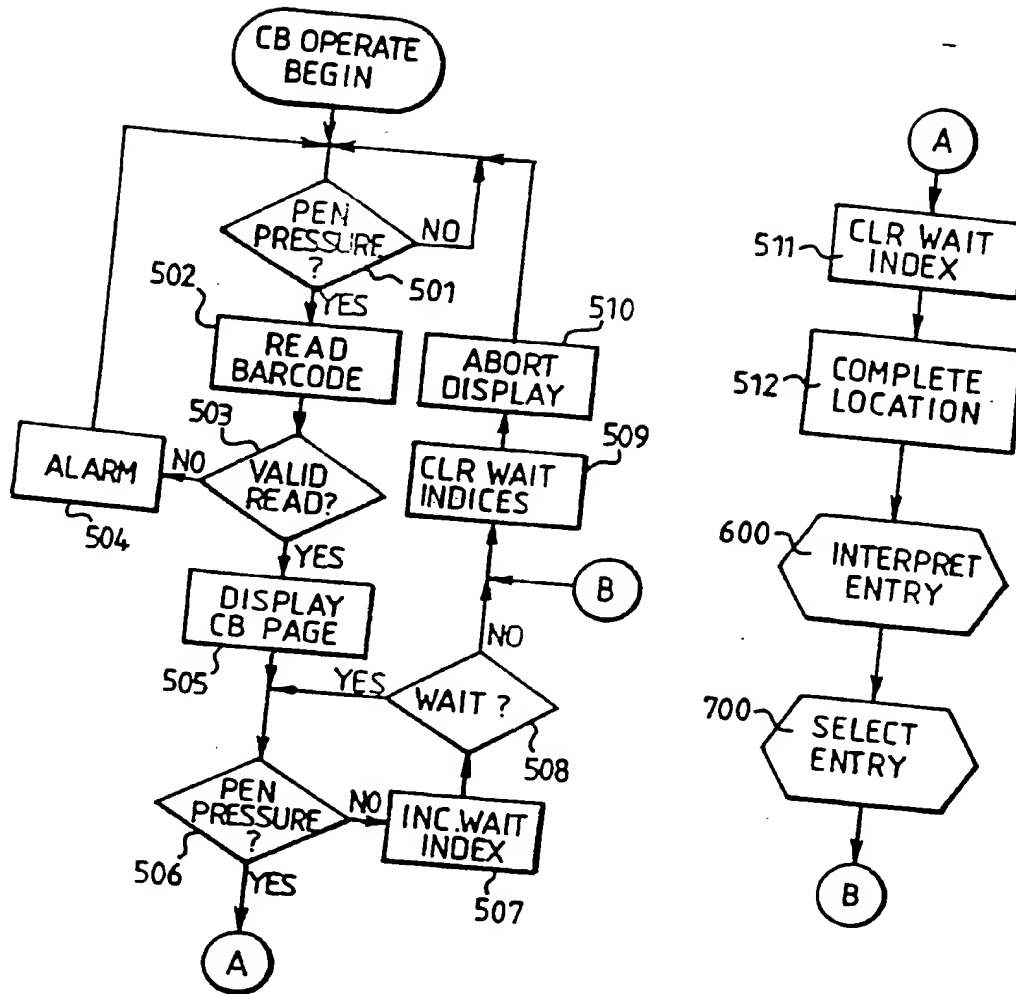 CB OPERATE
BEGIN
PEN
PRESSURE
?
NO
501
YES
502
READ
BARCODE
503
VALID
READ?
NO
ALARM
504
YES
DISPLAY
CB PAGE
505
PEN
PRESSURE
?
506
NO
YES
A
INC.WAIT
INDEX
507
WAIT ?
508
YES
NO
B
CLR WAIT
INDICES
509
ABORT
DISPLAY
510
A
511
CLR WAIT
INDEX
512
COMPLETE
LOCATION
600
INTERPRET
ENTRY
700
SELECT
ENTRY
B